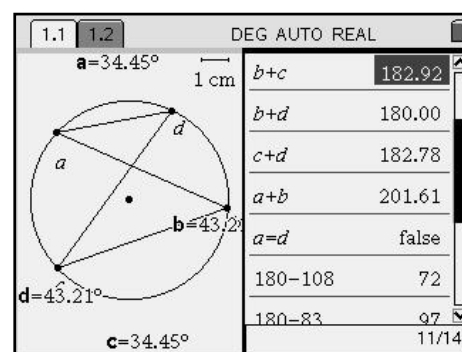 1.1 1.2 DEG AUTO REAL
a=34.45°
1 cm
d
a
b=43.2
d=43.21°
c=34.45°
b+c 182.92
b+d 180.00
c+d 182.78
a+b 201.61
a=d false
180-108 72
180-83 97
11/14